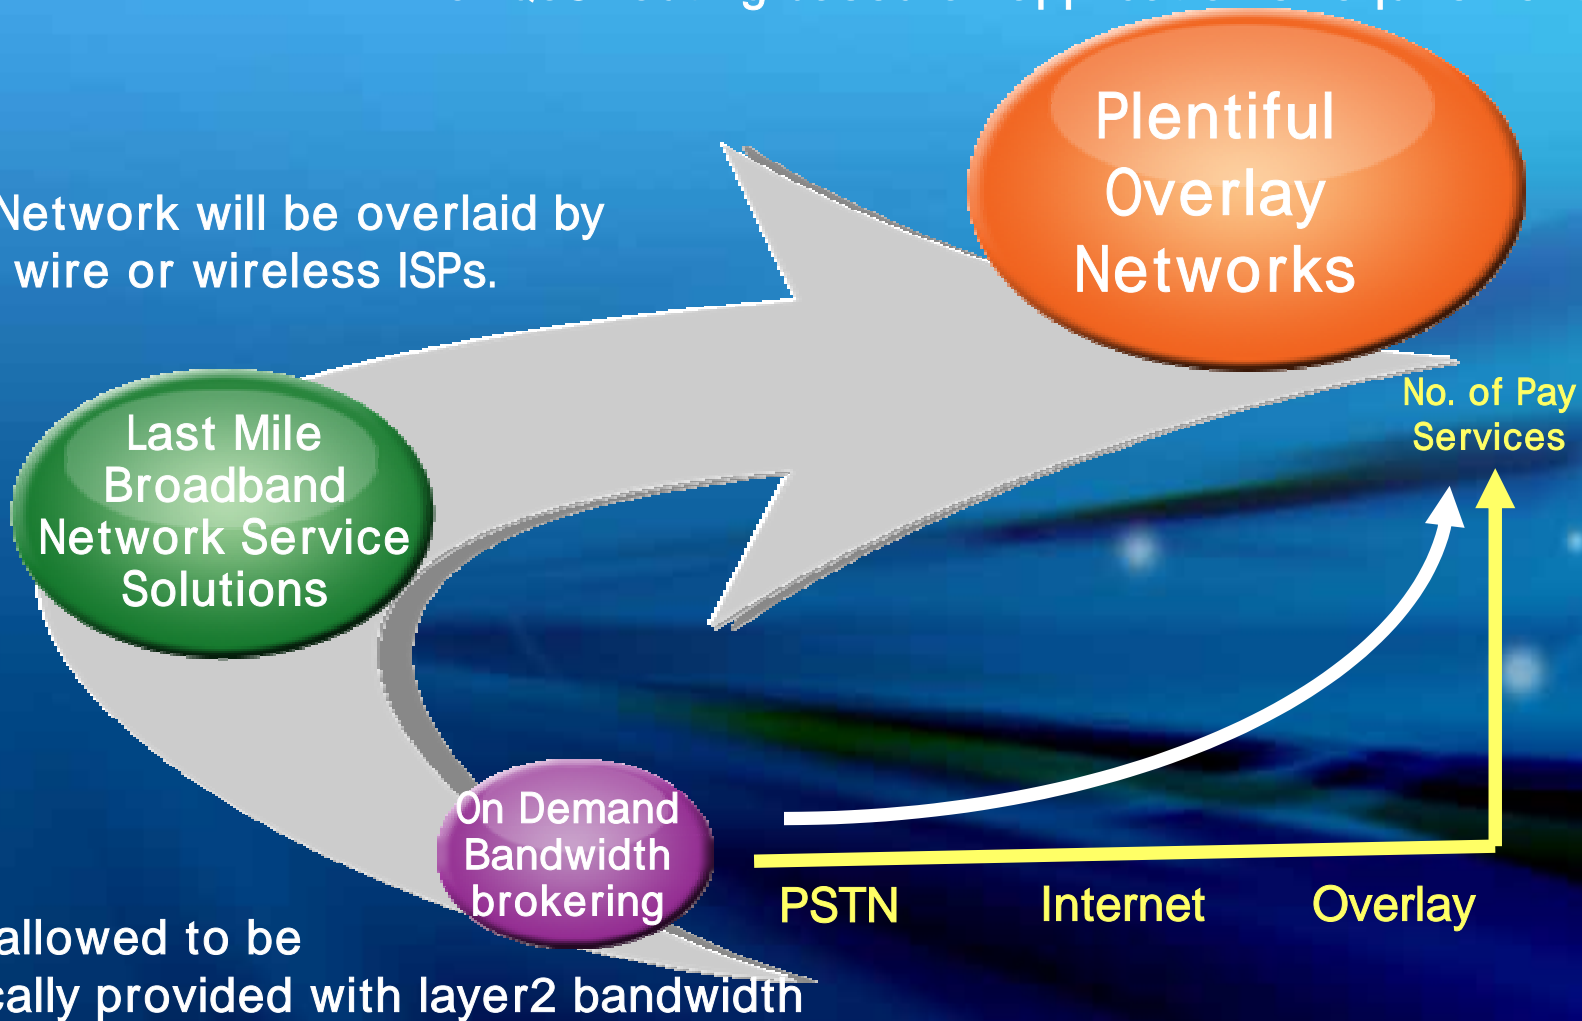 Plentiful
Overlay
Networks
Network will be overlaid by
wire or wireless ISPs.
No. of Pay
Services
Last Mile
Broadband
Network Service
Solutions
On Demand
Bandwidth
brokering
PSTN Internet Overlay
allowed to be
provided with layer2 bandwidth